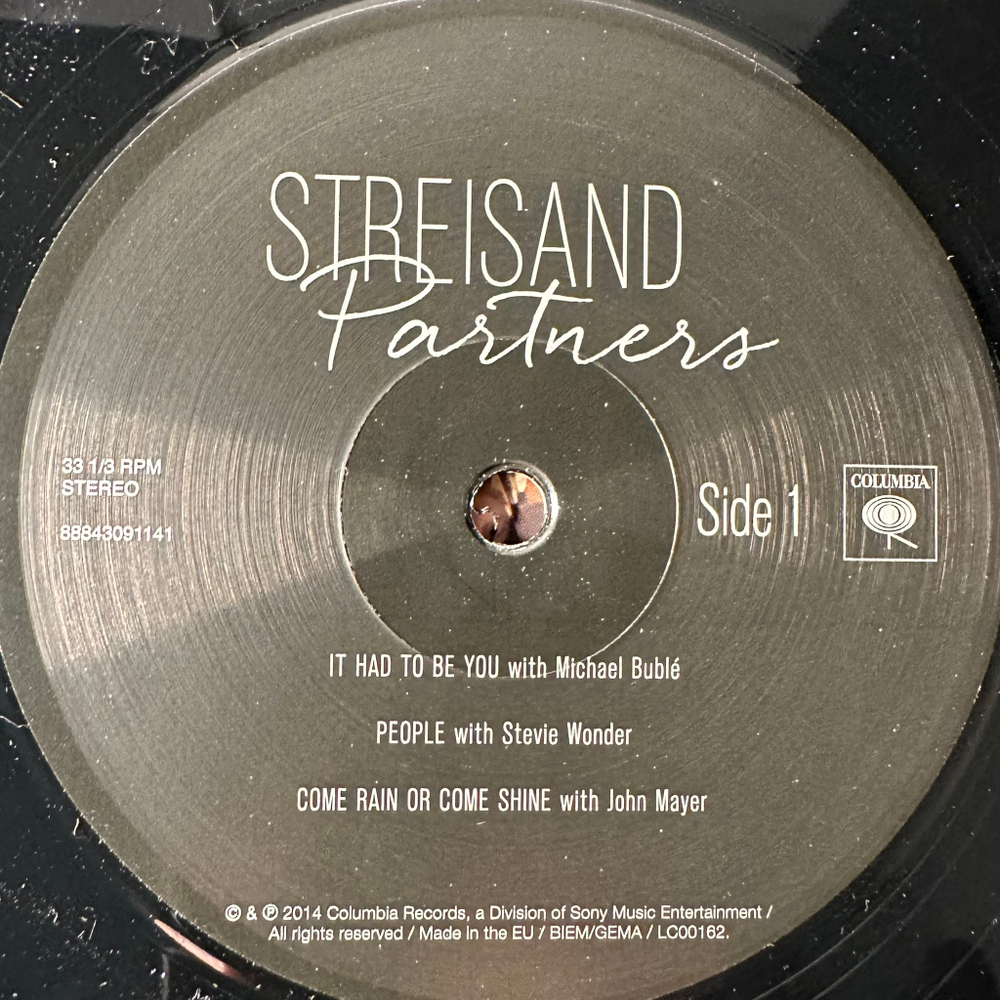 STREISAND
Partners
33 1/3 RPM
STEREO
88843091141
Side 1
COLUMBIA
IT HAD TO BE YOU with Michael Bublé
PEOPLE with Stevie Wonder
COME RAIN OR COME SHINE with John Mayer
© & ℗ 2014 Columbia Records, a Division of Sony Music Entertainment /
All rights reserved / Made in the EU / BIEM/GEMA / LC00162.